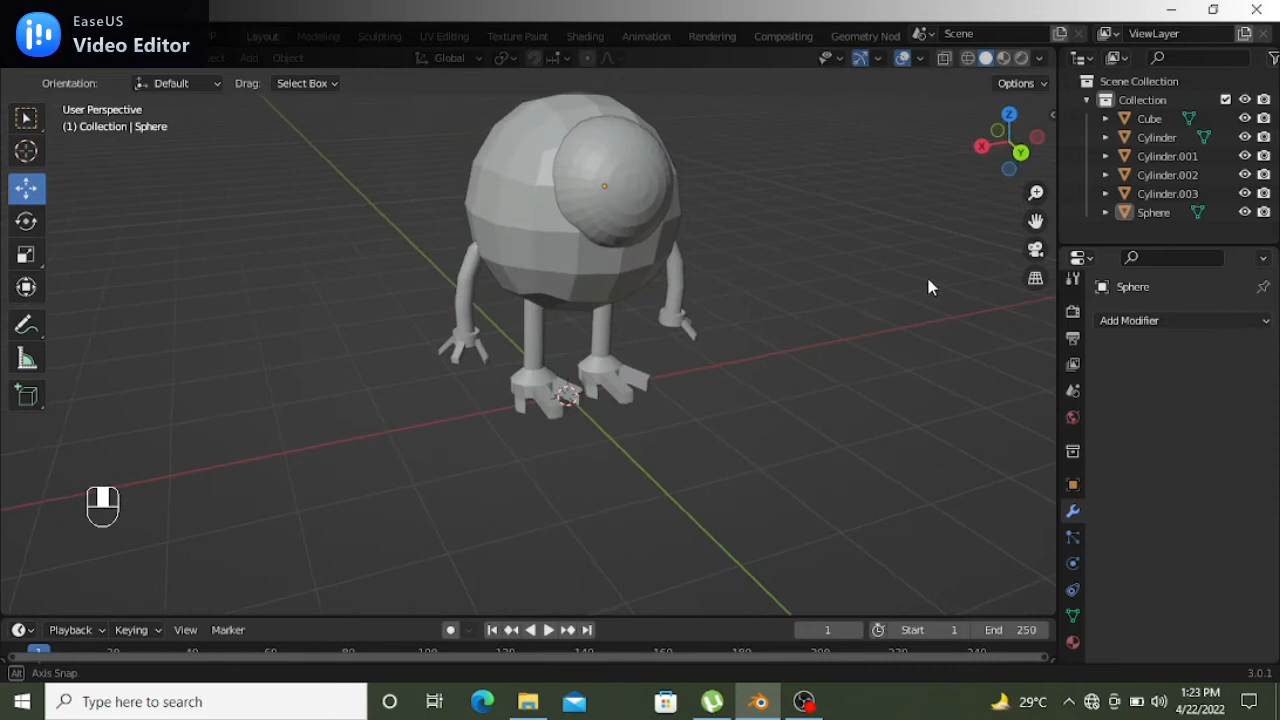 EaseUS
Video Editor
Layout Modeling Sculpting UV Editing Texture Paint Shading Animation Rendering Compositing Geometry Nod Scene ViewLayer
Add Object Global
Orientation: Default Drag: Select Box Options
User Perspective
(1) Collection | Sphere
X Y Z
Scene Collection
Collection
Cube
Cylinder
Cylinder.001
Cylinder.002
Cylinder.003
Sphere
Sphere
Add Modifier
Playback Keying View Marker 1 Start 1 End 250
Alt Axis Snap 3.0.1
Type here to search
29°C
1:23 PM
4/22/2022